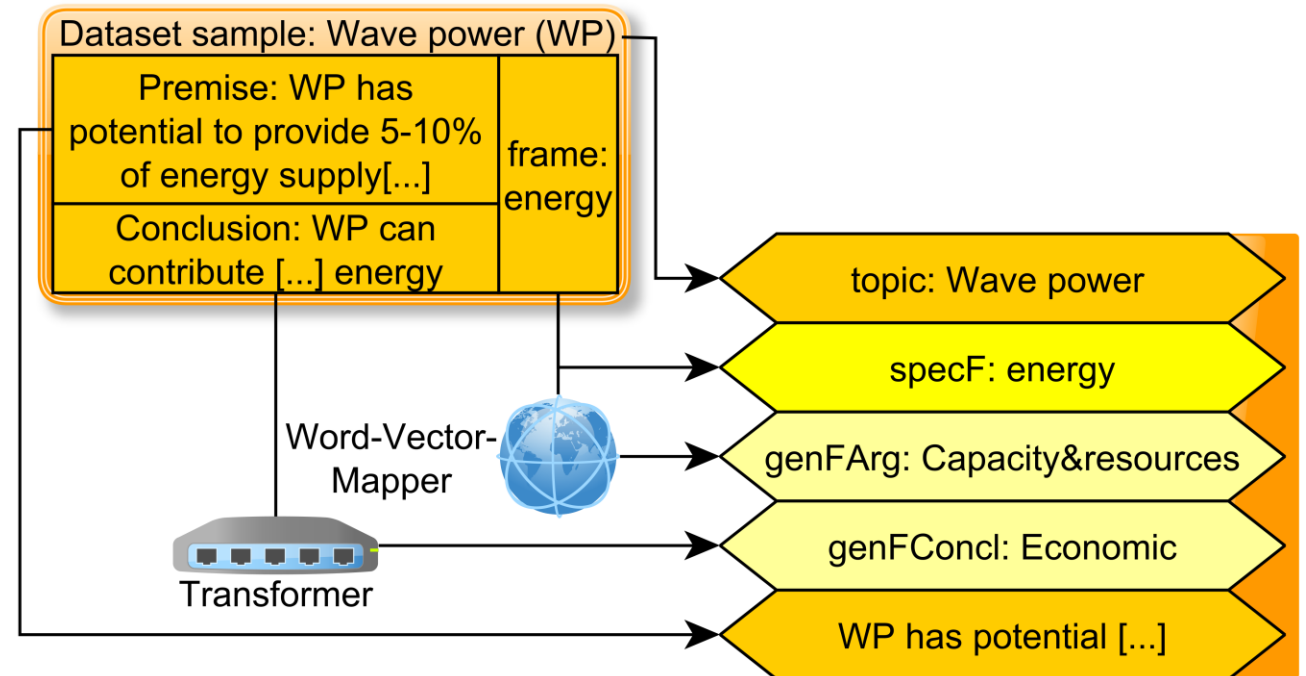 Dataset sample: Wave power (WP)
Premise: WP has
potential to provide 5-10%
of energy supply[...]
frame:
energy
Conclusion: WP can
contribute [...] energy
topic: Wave power
specF: energy
Word-Vector-
Mapper
genFArg: Capacity&resources
genFConcl: Economic
Transformer
WP has potential [...]